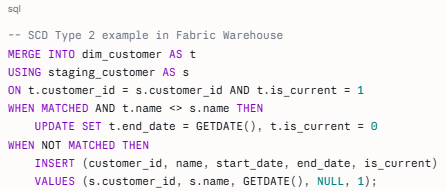 sql
-- SCD Type 2 example in Fabric Warehouse
MERGE INTO dim_customer AS t
USING staging_customer AS s
ON t.customer_id = s.customer_id AND t.is_current = 1
WHEN MATCHED AND t.name <> s.name THEN
    UPDATE SET t.end_date = GETDATE(), t.is_current = 0
WHEN NOT MATCHED THEN
    INSERT (customer_id, name, start_date, end_date, is_current)
    VALUES (s.customer_id, s.name, GETDATE(), NULL, 1);